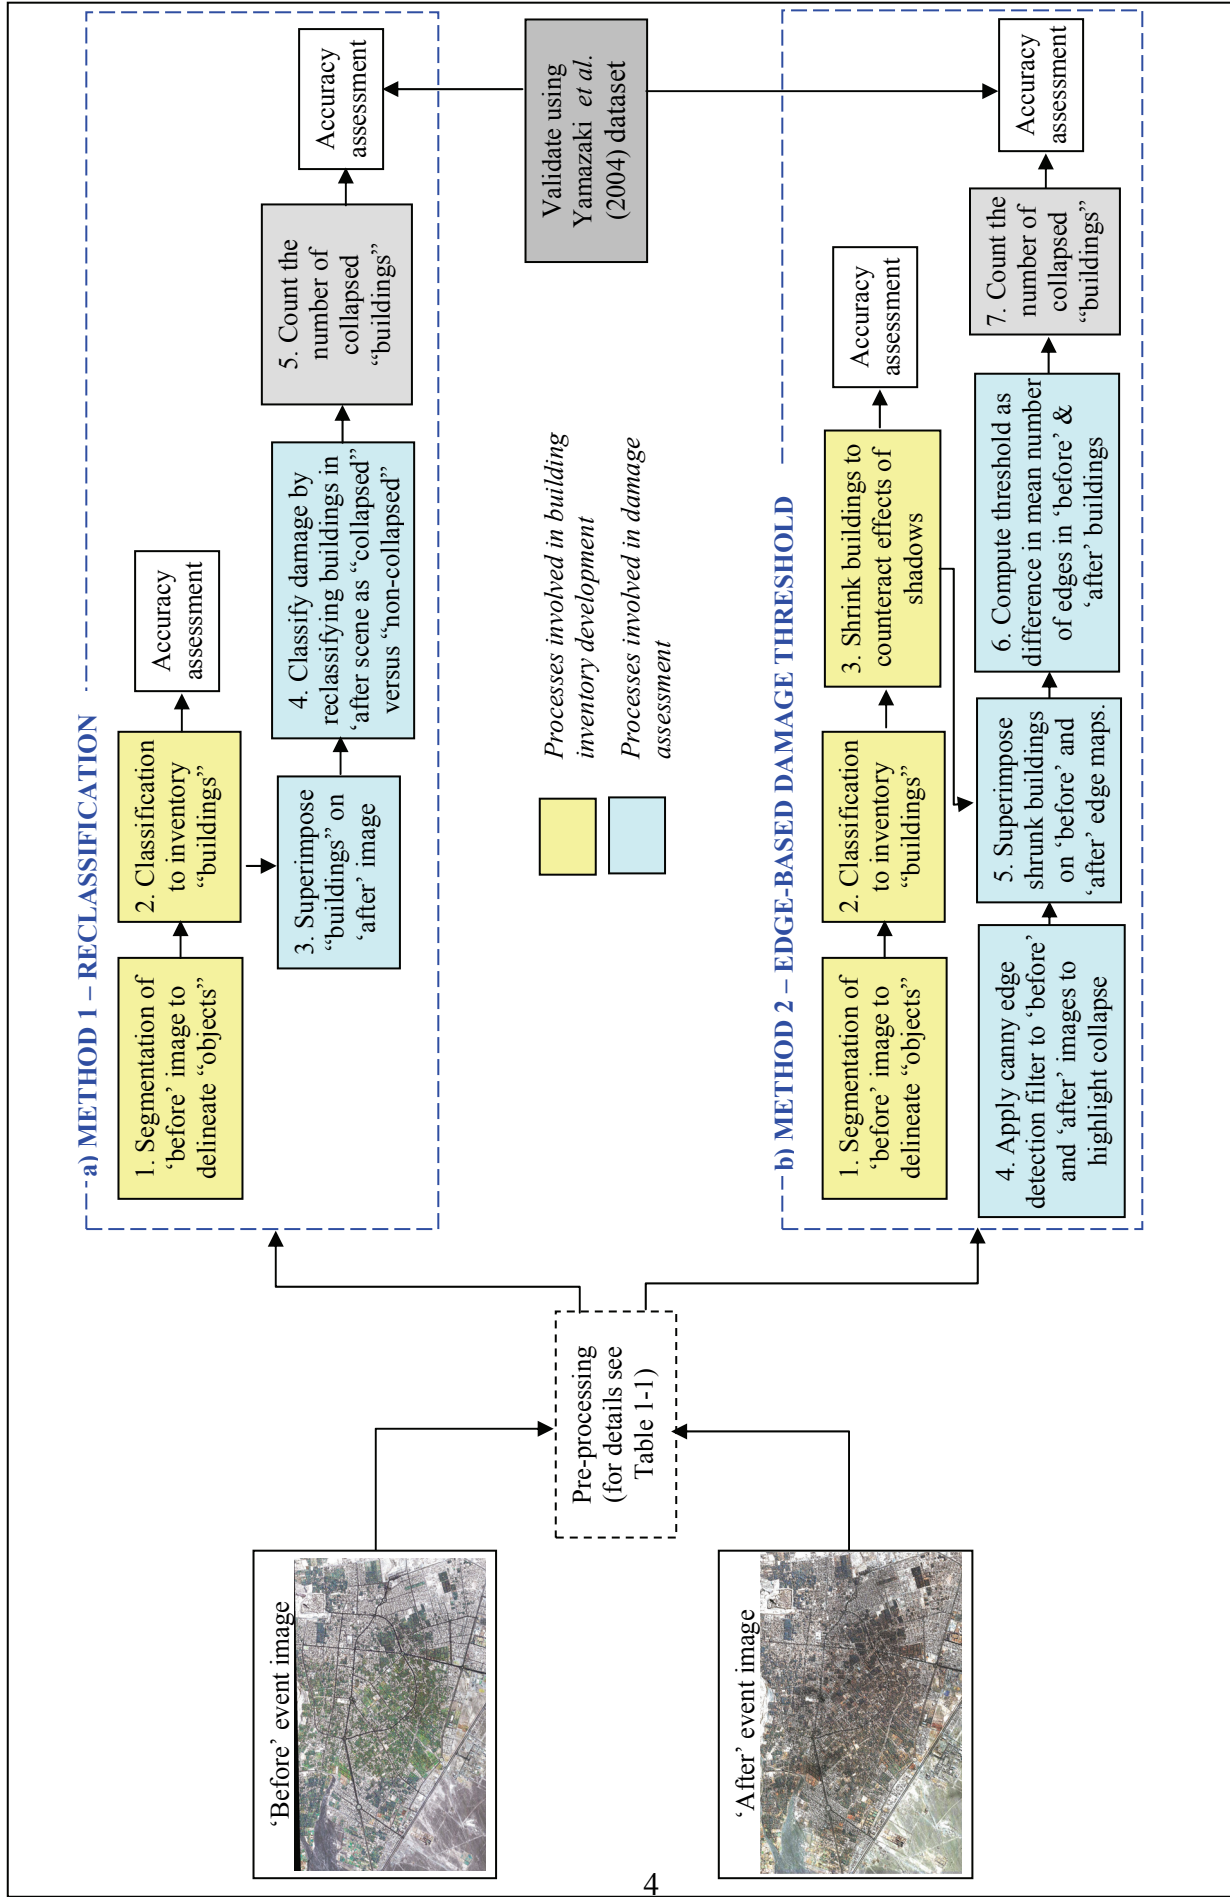 ‘Before’ event image
‘After’ event image
Pre-processing
(for details see
Table 1-1)
a) METHOD 1 – RECLASSIFICATION
1. Segmentation of
‘before’ image to
delineate “objects”
2. Classification
to inventory
“buildings”
Accuracy
assessment
3. Superimpose
“buildings” on
‘after’ image
4. Classify damage by
reclassifying buildings in
‘after scene as “collapsed”
versus “non-collapsed”
5. Count the
number of
collapsed
“buildings”
Accuracy
assessment
Processes involved in building
inventory development
Processes involved in damage
assessment
Validate using
Yamazaki et al.
(2004) dataset
b) METHOD 2 – EDGE-BASED DAMAGE THRESHOLD
1. Segmentation of
‘before’ image to
delineate “objects”
2. Classification
to inventory
“buildings”
3. Shrink buildings to
counteract effects of
shadows
Accuracy
assessment
4. Apply canny edge
detection filter to ‘before’
and ‘after’ images to
highlight collapse
5. Superimpose
shrunk buildings
on ‘before’ and
‘after’ edge maps.
6. Compute threshold as
difference in mean number
of edges in ‘before’ &
‘after’ buildings
7. Count the
number of
collapsed
“buildings”
Accuracy
assessment
4